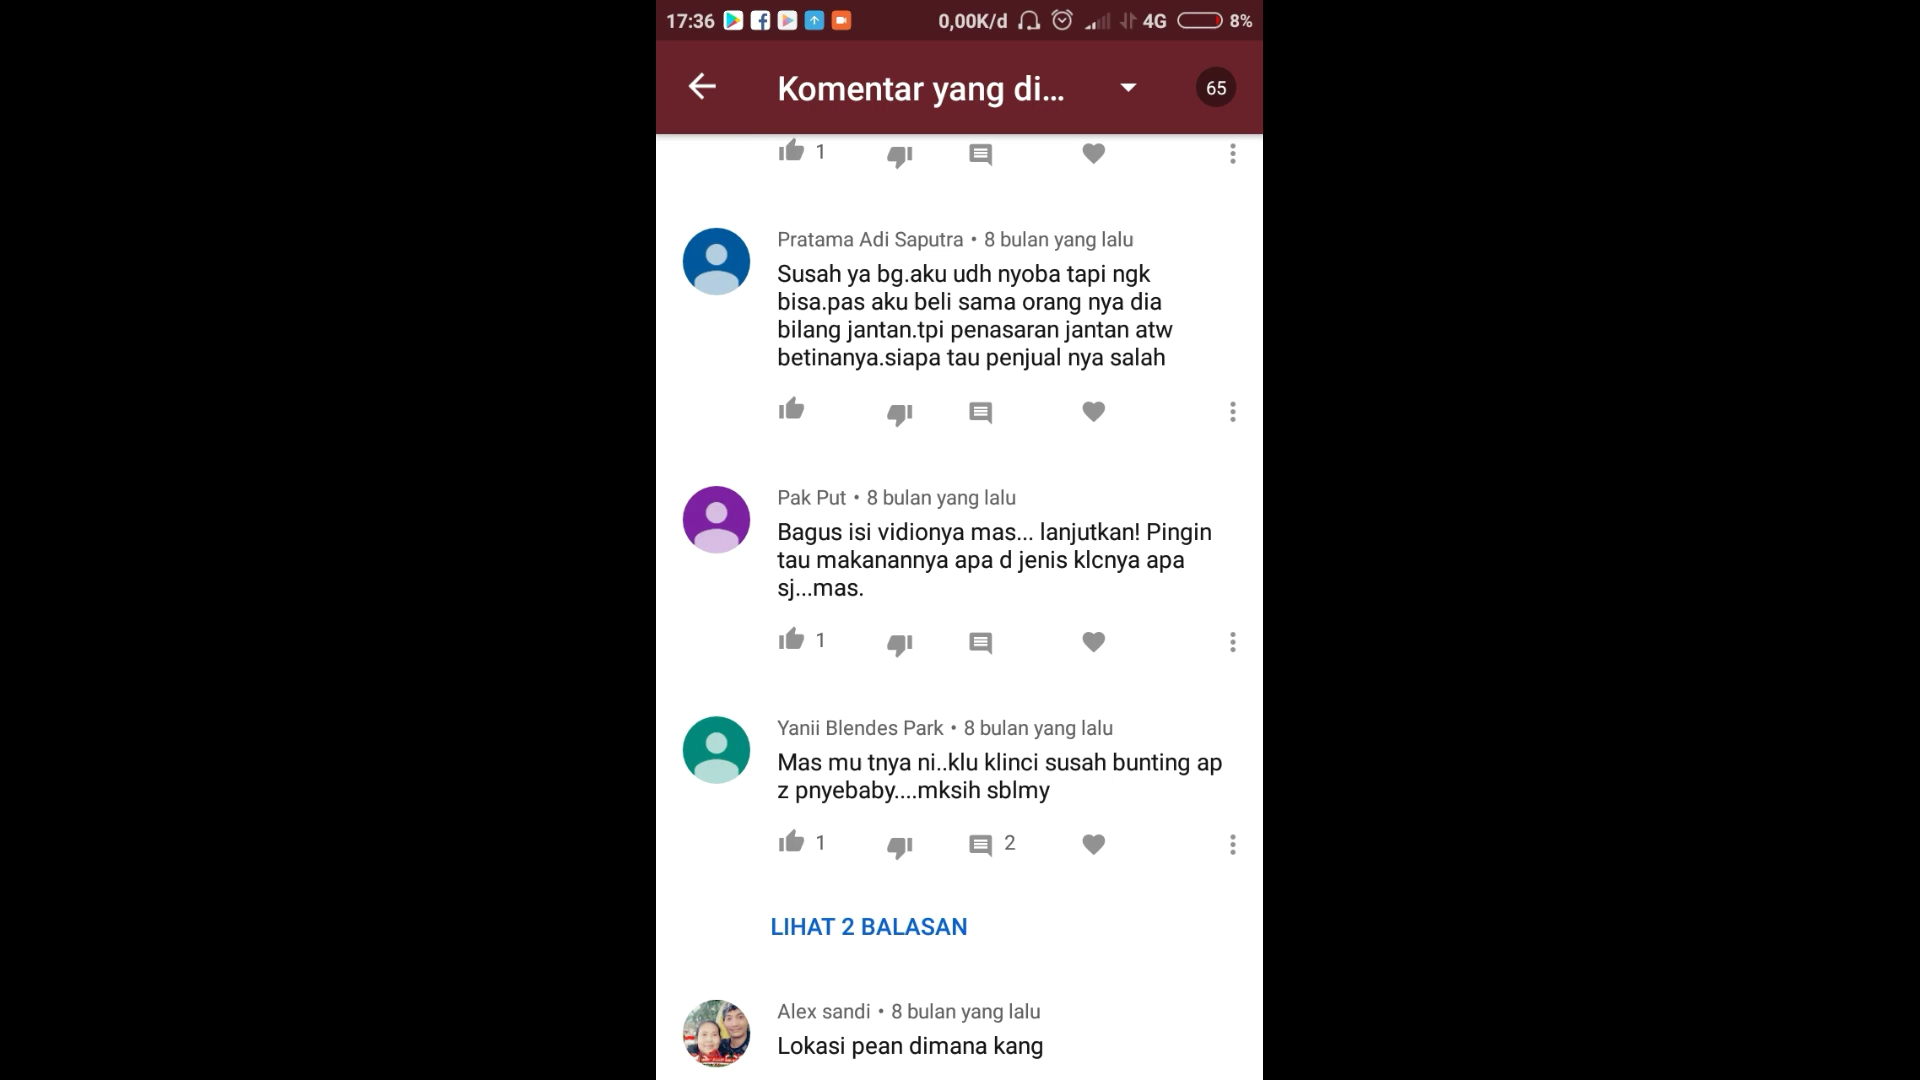 17:36 0,00K/d 4G 8%
Komentar yang di... 65
1
Pratama Adi Saputra • 8 bulan yang lalu
Susah ya bg.aku udh nyoba tapi ngk
bisa.pas aku beli sama orang nya dia
bilang jantan.tpi penasaran jantan atw
betinanya.siapa tau penjual nya salah
Pak Put • 8 bulan yang lalu
Bagus isi vidionya mas... lanjutkan! Pingin
tau makanannya apa d jenis klcnya apa
sj...mas.
1
Yanii Blendes Park • 8 bulan yang lalu
Mas mu tnya ni..klu klinci susah bunting ap
z pnyebaby....mksih sblmy
1 2
LIHAT 2 BALASAN
Alex sandi • 8 bulan yang lalu
Lokasi pean dimana kang